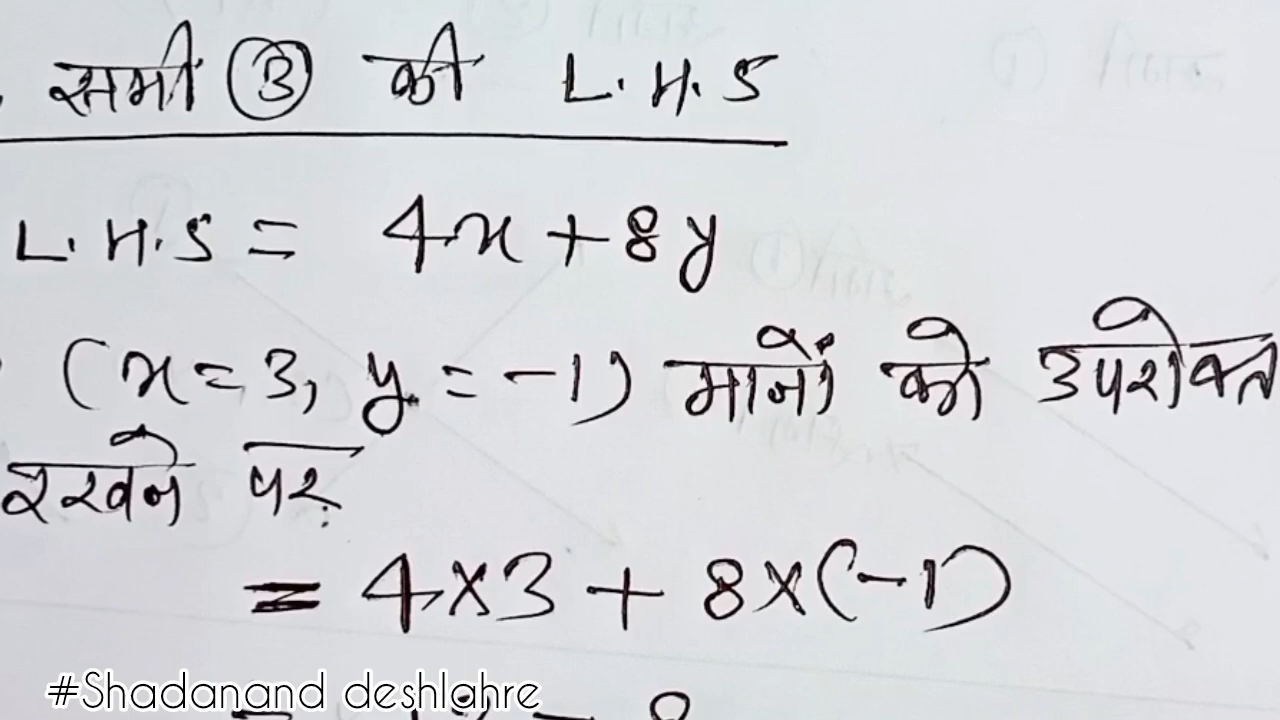 समी ③ की L.H.S
L.H.S = 4x + 8y
(x = 3, y = -1) मानों को उपरोक्त
रखने पर
= 4×3 + 8×(-1)
#Shadanand deshlahre